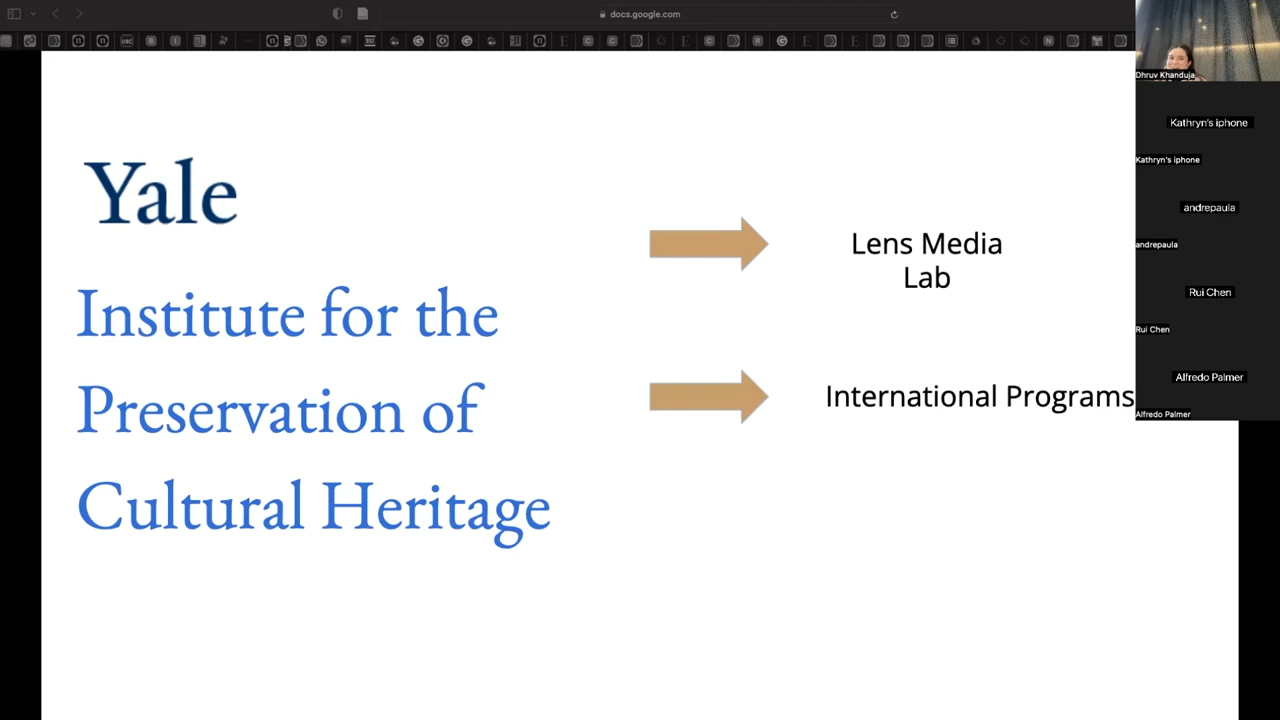 docs.google.com
Yale
Institute for the
Preservation of
Cultural Heritage
Lens Media
Lab
International Programs
Dhruv Khanduja
Kathryn's iphone
Kathryn's iphone
andrepaula
andrepaula
Rui Chen
Rui Chen
Alfredo Palmer
Alfredo Palmer